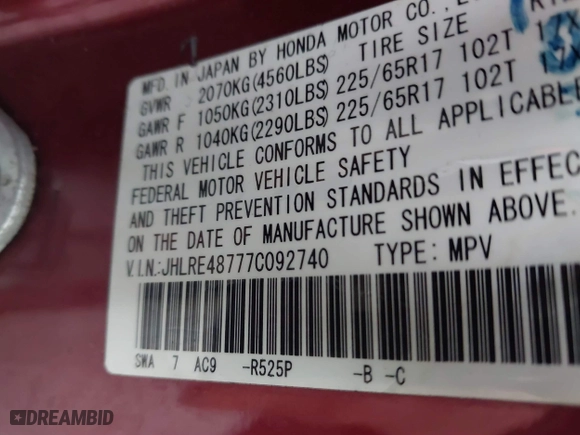 MFD. IN JAPAN BY HONDA MOTOR CO.,
GVWR 2070KG(4560LBS) TIRE SIZE
GAWR F 1050KG(2310LBS) 225/65R17 102T
GAWR R 1040KG(2290LBS) 225/65R17 102T
THIS VEHICLE CONFORMS TO ALL APPLICABLE
FEDERAL MOTOR VEHICLE SAFETY
AND THEFT PREVENTION STANDARDS IN EFFEC
ON THE DATE OF MANUFACTURE SHOWN ABOVE.
V.I.N.:JHLRE48777C092740 TYPE: MPV
SWA 7 AC9 -R525P -B -C
DREAMBID